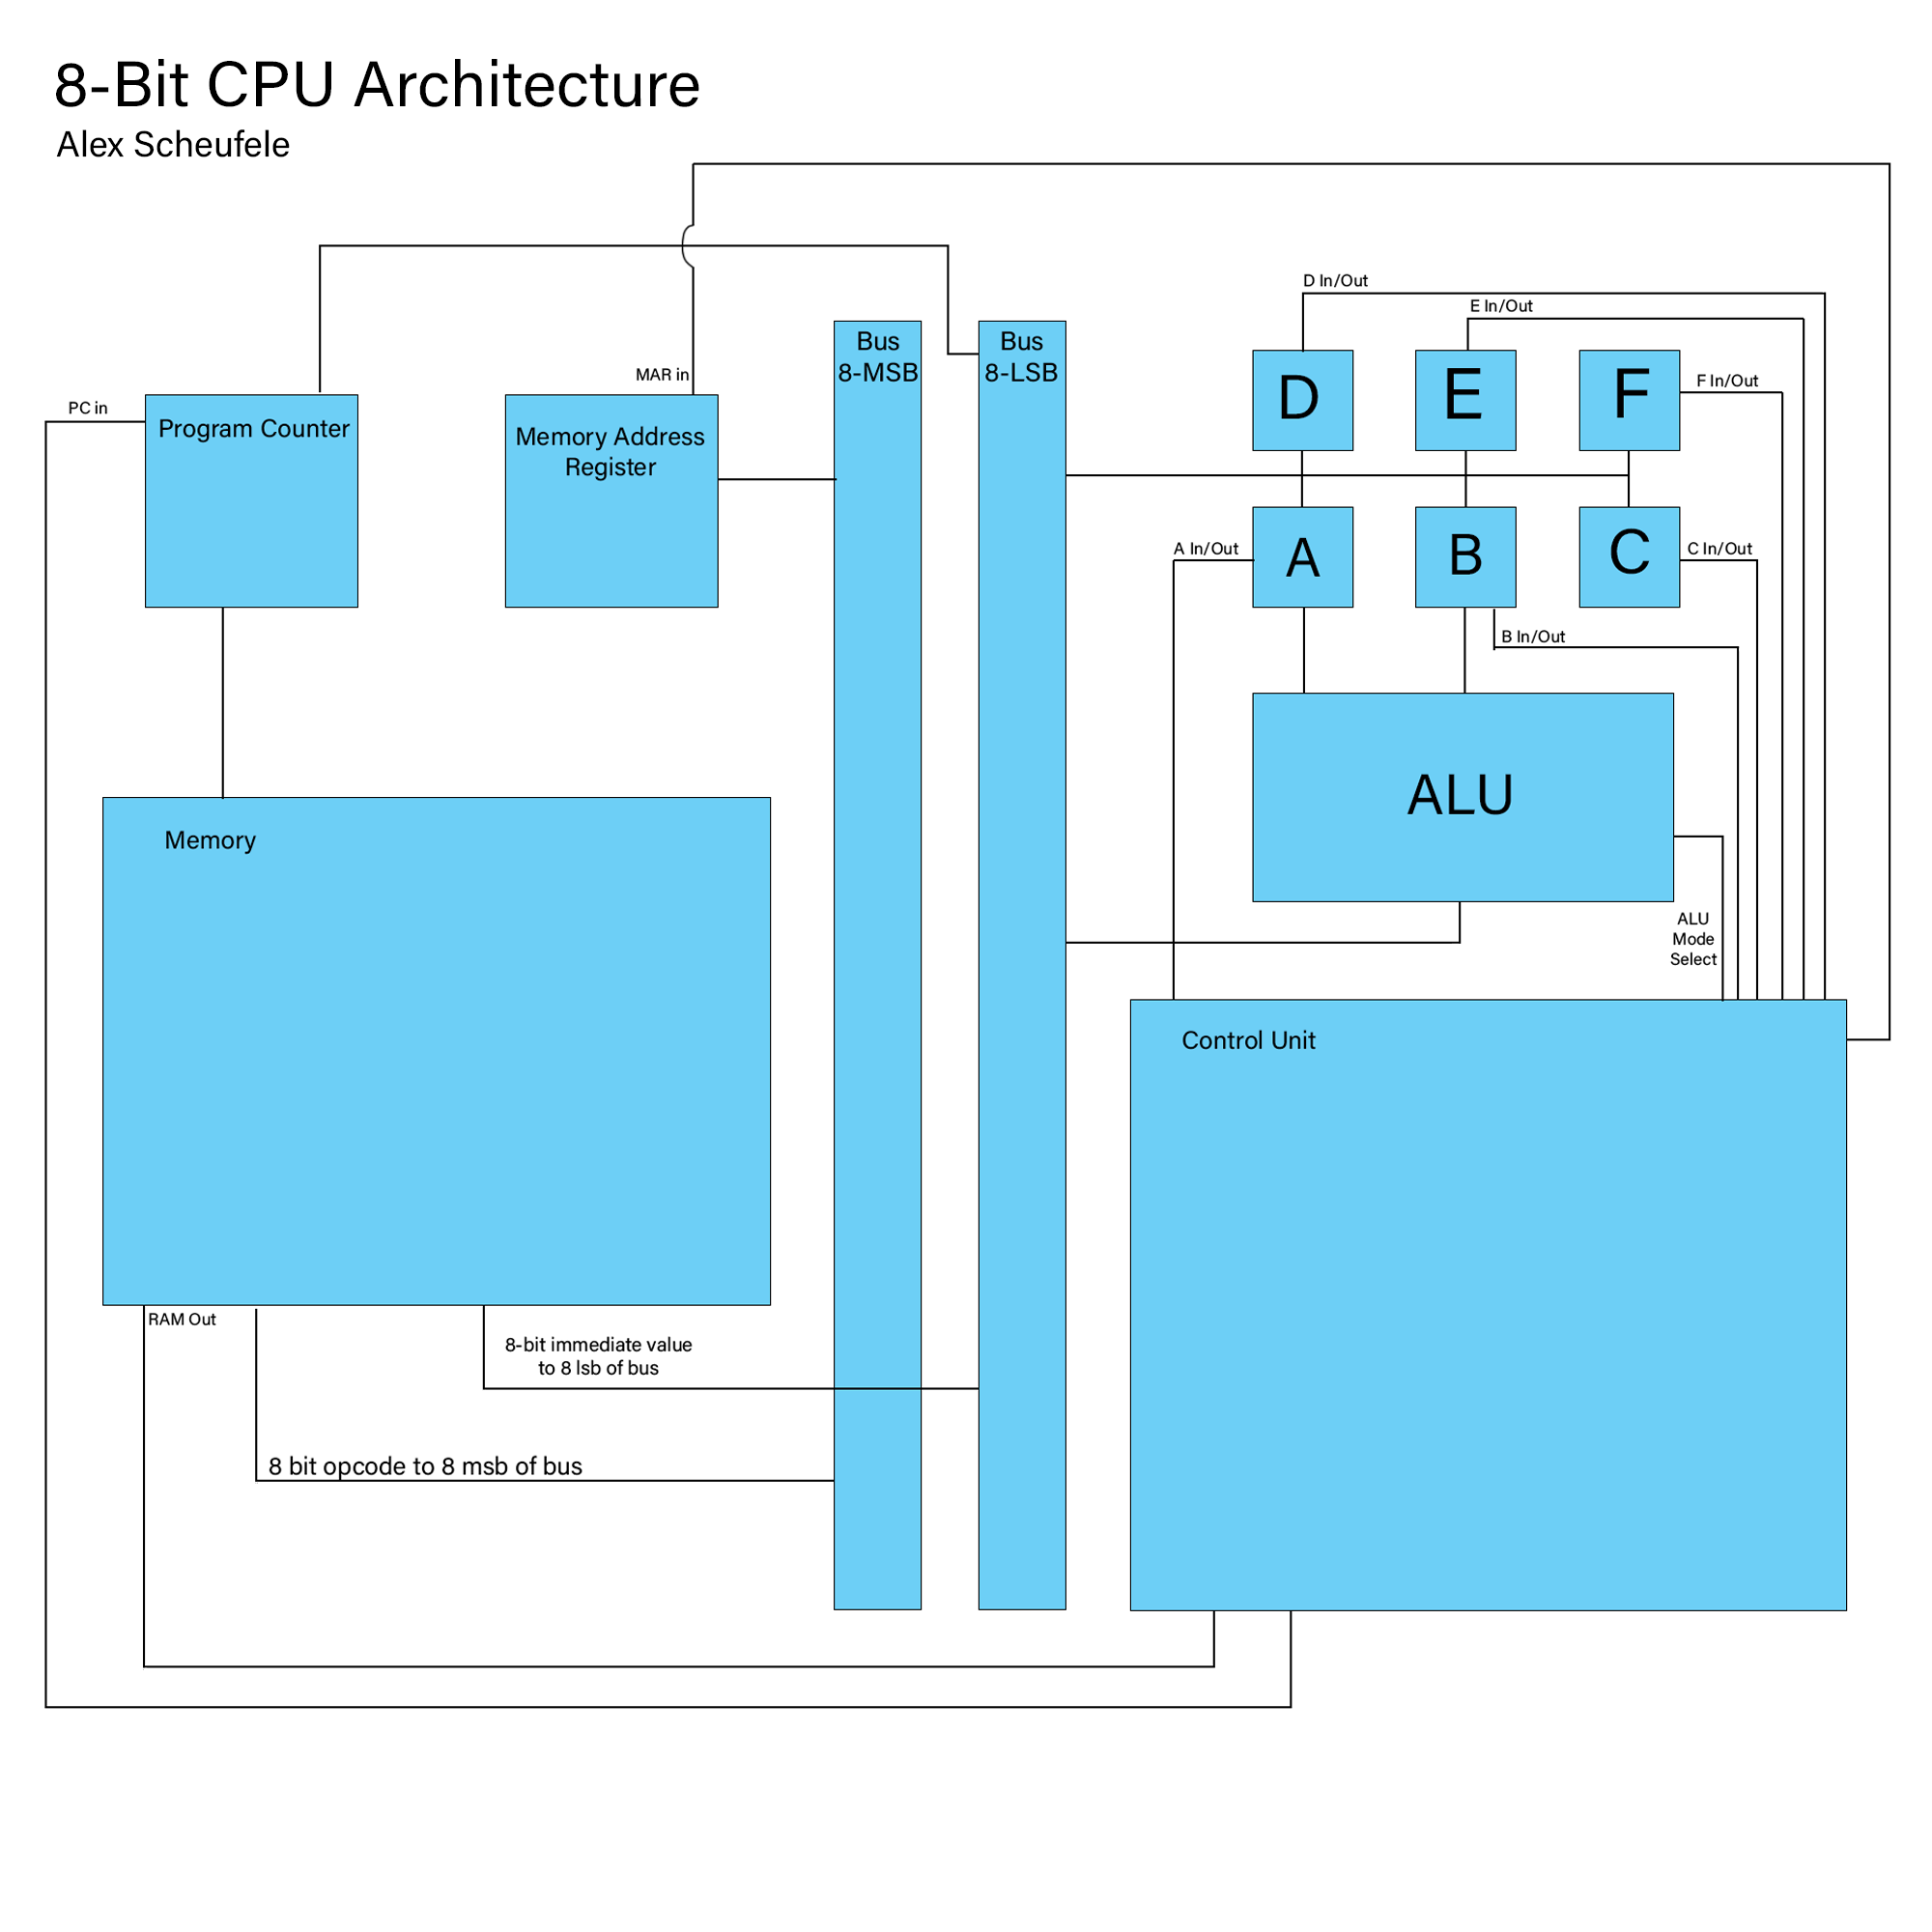 8-Bit CPU Architecture
Alex Scheufele
D In/Out
E In/Out
Bus
8-MSB
Bus
8-LSB
MAR in
PC in
Program Counter
Memory Address
Register
D
E
F
F In/Out
A In/Out
A
B
C
C In/Out
B In/Out
ALU
Memory
ALU
Mode
Select
Control Unit
RAM Out
8-bit immediate value
to 8 lsb of bus
8 bit opcode to 8 msb of bus